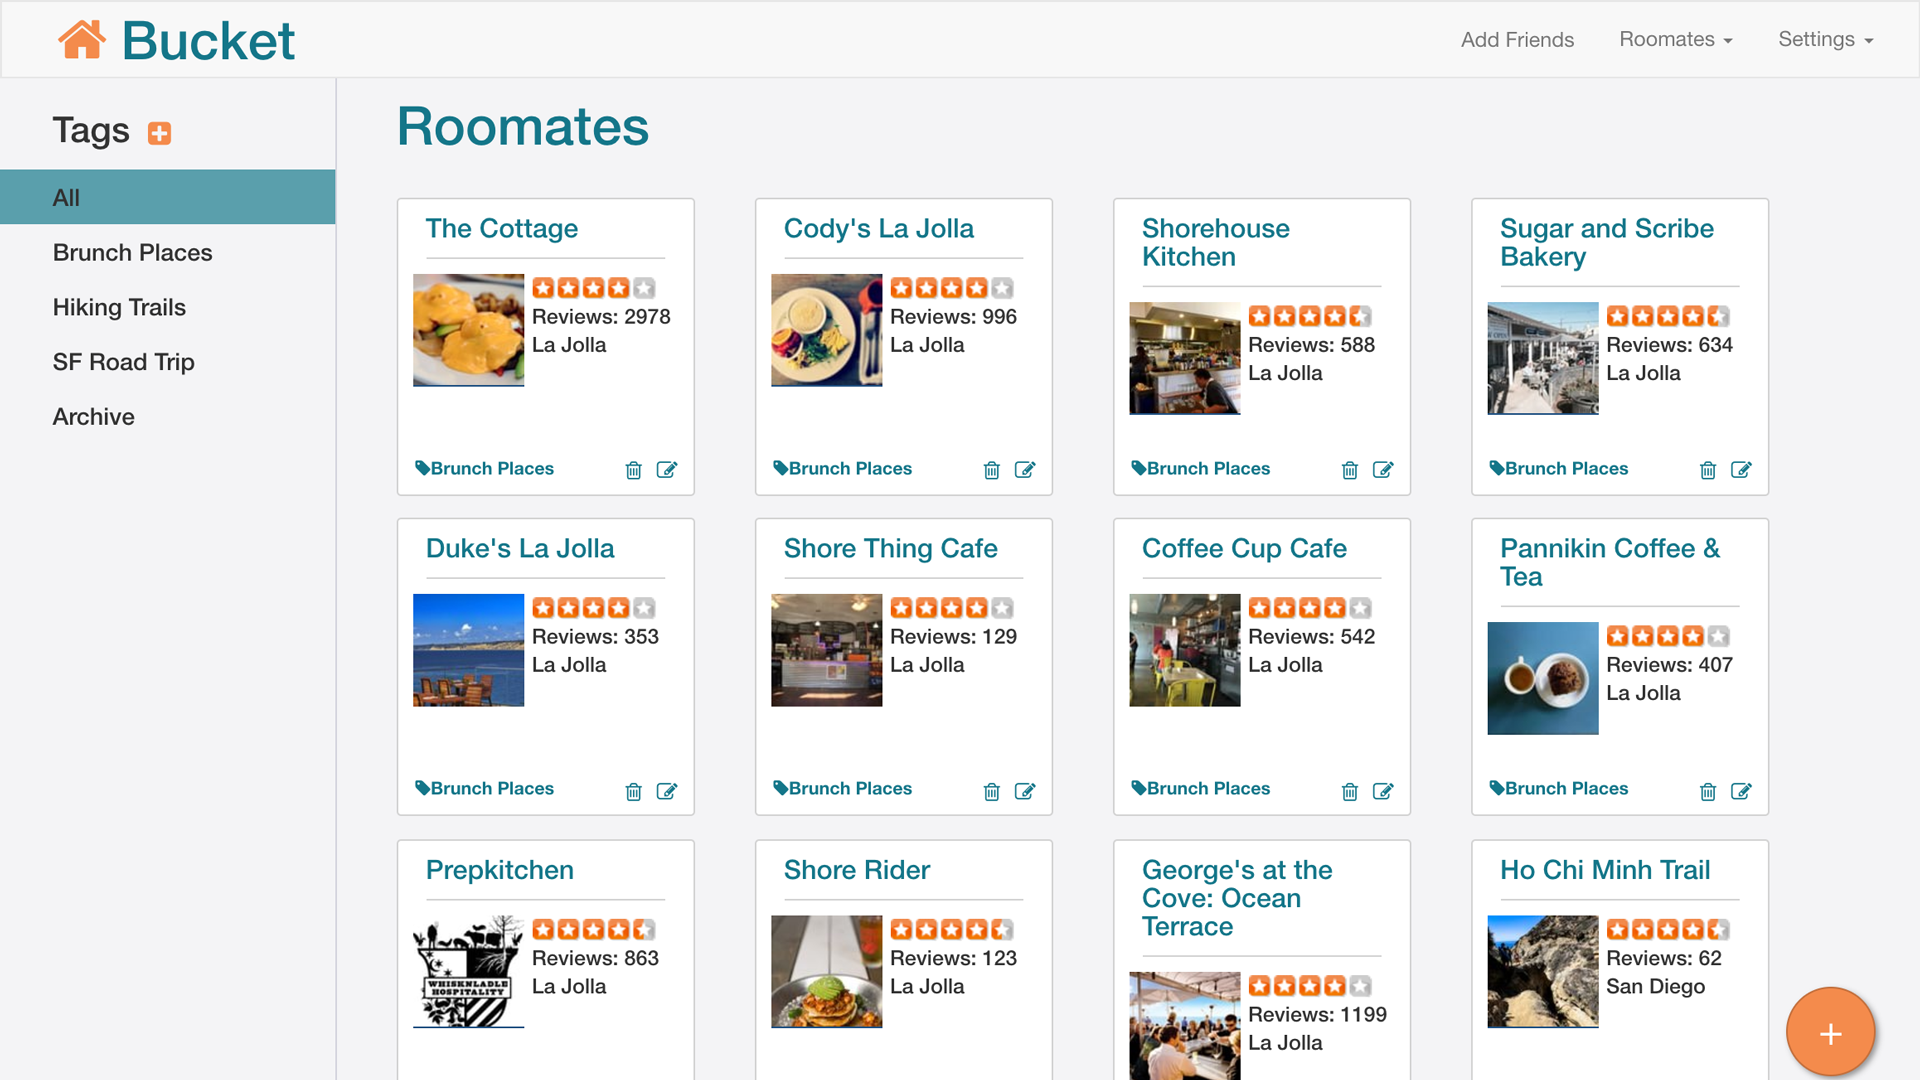 Bucket
Add Friends
Roomates
Settings
Tags
All
Brunch Places
Hiking Trails
SF Road Trip
Archive
Roomates
The Cottage
Reviews: 2978
La Jolla
Brunch Places
Cody's La Jolla
Reviews: 996
La Jolla
Brunch Places
Shorehouse
Kitchen
Reviews: 588
La Jolla
Brunch Places
Sugar and Scribe
Bakery
Reviews: 634
La Jolla
Brunch Places
Duke's La Jolla
Reviews: 353
La Jolla
Brunch Places
Shore Thing Cafe
Reviews: 129
La Jolla
Brunch Places
Coffee Cup Cafe
Reviews: 542
La Jolla
Brunch Places
Pannikin Coffee &
Tea
Reviews: 407
La Jolla
Brunch Places
Prepkitchen
WHISKNLADLE
HOSPITALITY
Reviews: 863
La Jolla
Shore Rider
Reviews: 123
La Jolla
George's at the
Cove: Ocean
Terrace
Reviews: 1199
La Jolla
Ho Chi Minh Trail
Reviews: 62
San Diego